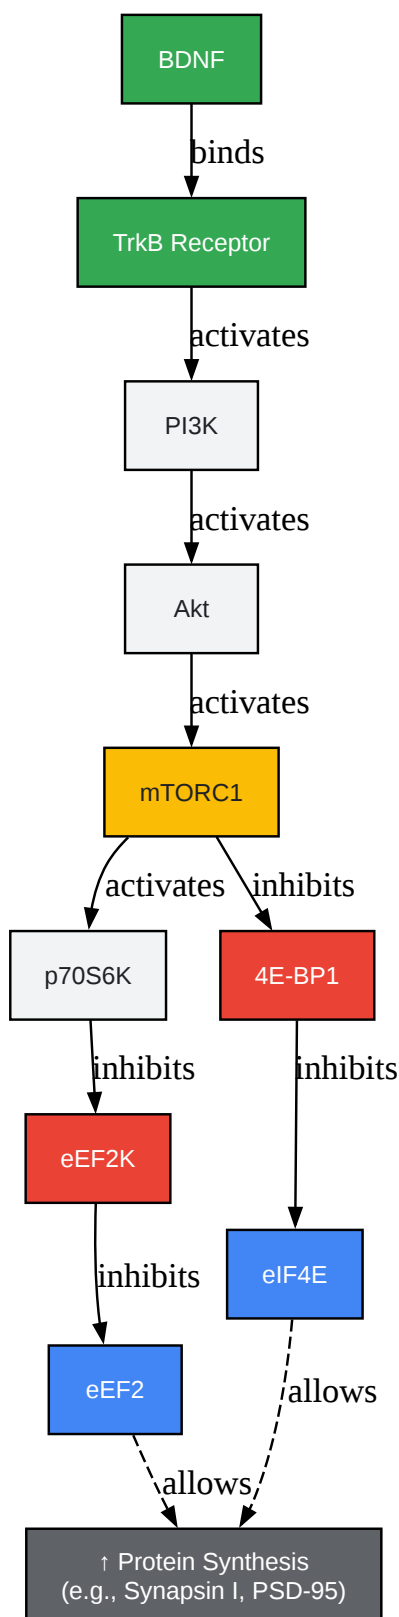 BDNF
binds
TrkB Receptor
activates
PI3K
activates
Akt
activates
mTORC1
activates
inhibits
p70S6K
4E-BP1
inhibits
inhibits
eEF2K
inhibits
eIF4E
eEF2
allows
allows
↑ Protein Synthesis
(e.g., Synapsin I, PSD-95)